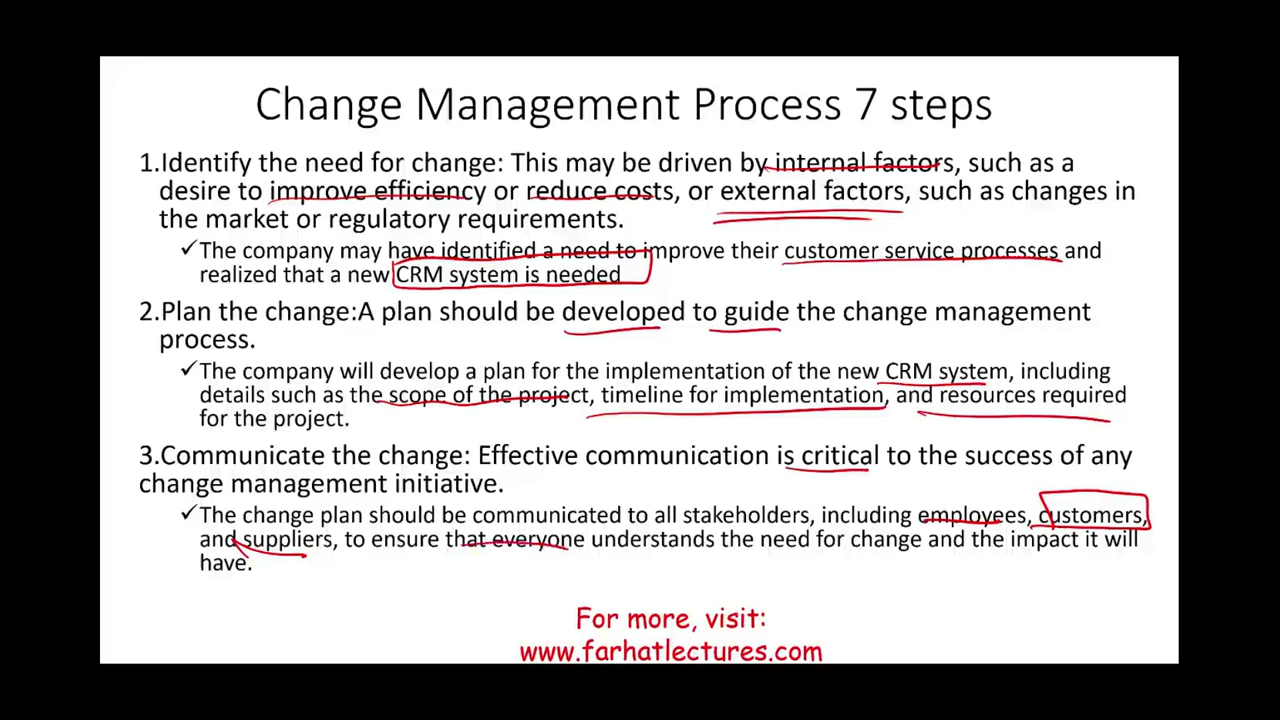 Change Management Process 7 steps
1.Identify the need for change: This may be driven by internal factors, such as a
desire to improve efficiency or reduce costs, or external factors, such as changes in
the market or regulatory requirements.
✓The company may have identified a need to improve their customer service processes and
realized that a new CRM system is needed
2.Plan the change:A plan should be developed to guide the change management
process.
✓The company will develop a plan for the implementation of the new CRM system, including
details such as the scope of the project, timeline for implementation, and resources required
for the project.
3.Communicate the change: Effective communication is critical to the success of any
change management initiative.
✓The change plan should be communicated to all stakeholders, including employees, customers,
and suppliers, to ensure that everyone understands the need for change and the impact it will
have.
For more, visit:
www.farhatlectures.com